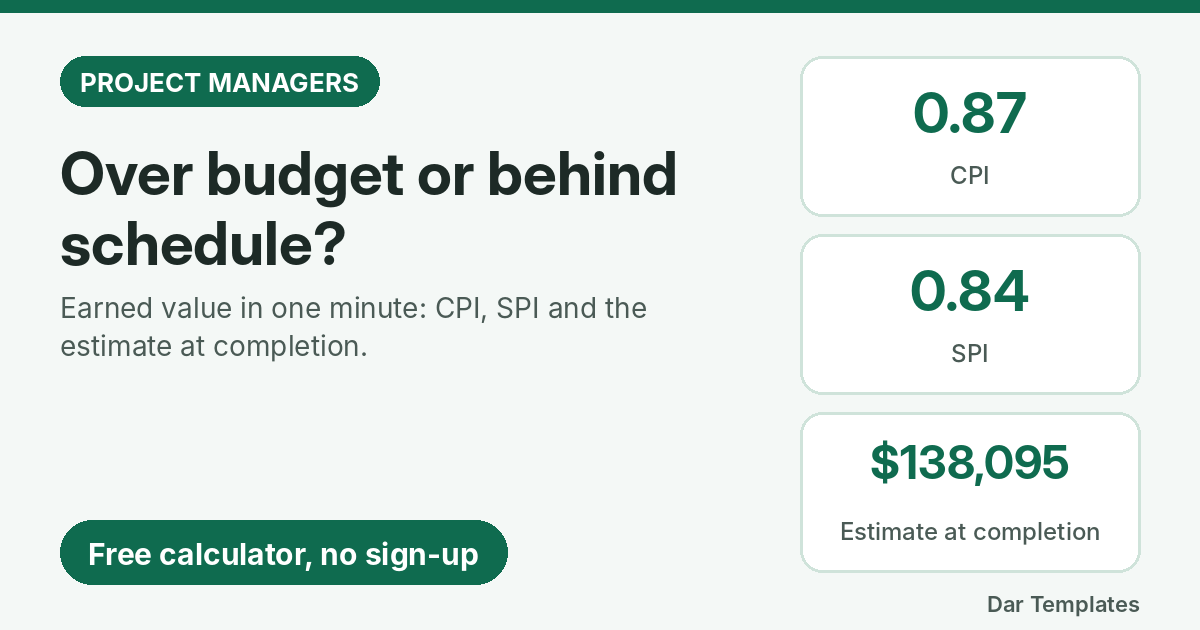 PROJECT MANAGERS
Over budget or behind
schedule?
Earned value in one minute: CPI, SPI and the
estimate at completion.
Free calculator, no sign-up
0.87
CPI
0.84
SPI
$138,095
Estimate at completion
Dar Templates